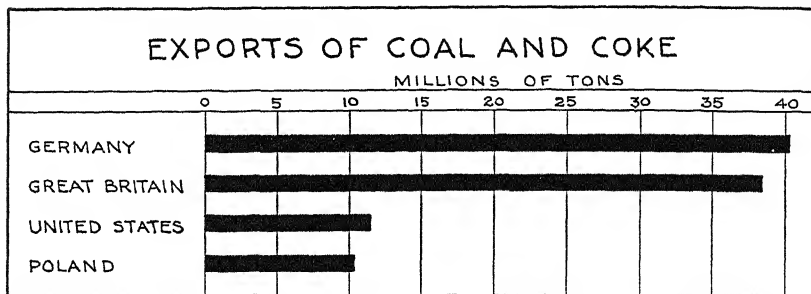 EXPORTS OF COAL AND COKE
MILLIONS OF TONS
0 5 10 15 20 25 30 35 40
GERMANY
GREAT BRITAIN
UNITED STATES
POLAND